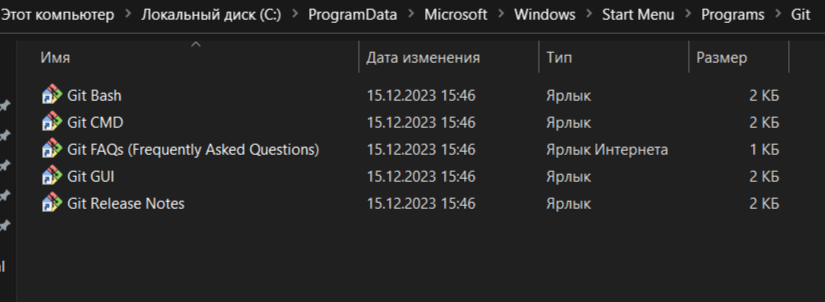 Этот компьютер > Локальный диск (C:) > ProgramData > Microsoft > Windows > Start Menu > Programs > Git
Имя Дата изменения Тип Размер
Git Bash 15.12.2023 15:46 Ярлык 2 КБ
Git CMD 15.12.2023 15:46 Ярлык 2 КБ
Git FAQs (Frequently Asked Questions) 15.12.2023 15:46 Ярлык Интернета 1 КБ
Git GUI 15.12.2023 15:46 Ярлык 2 КБ
Git Release Notes 15.12.2023 15:46 Ярлык 2 КБ